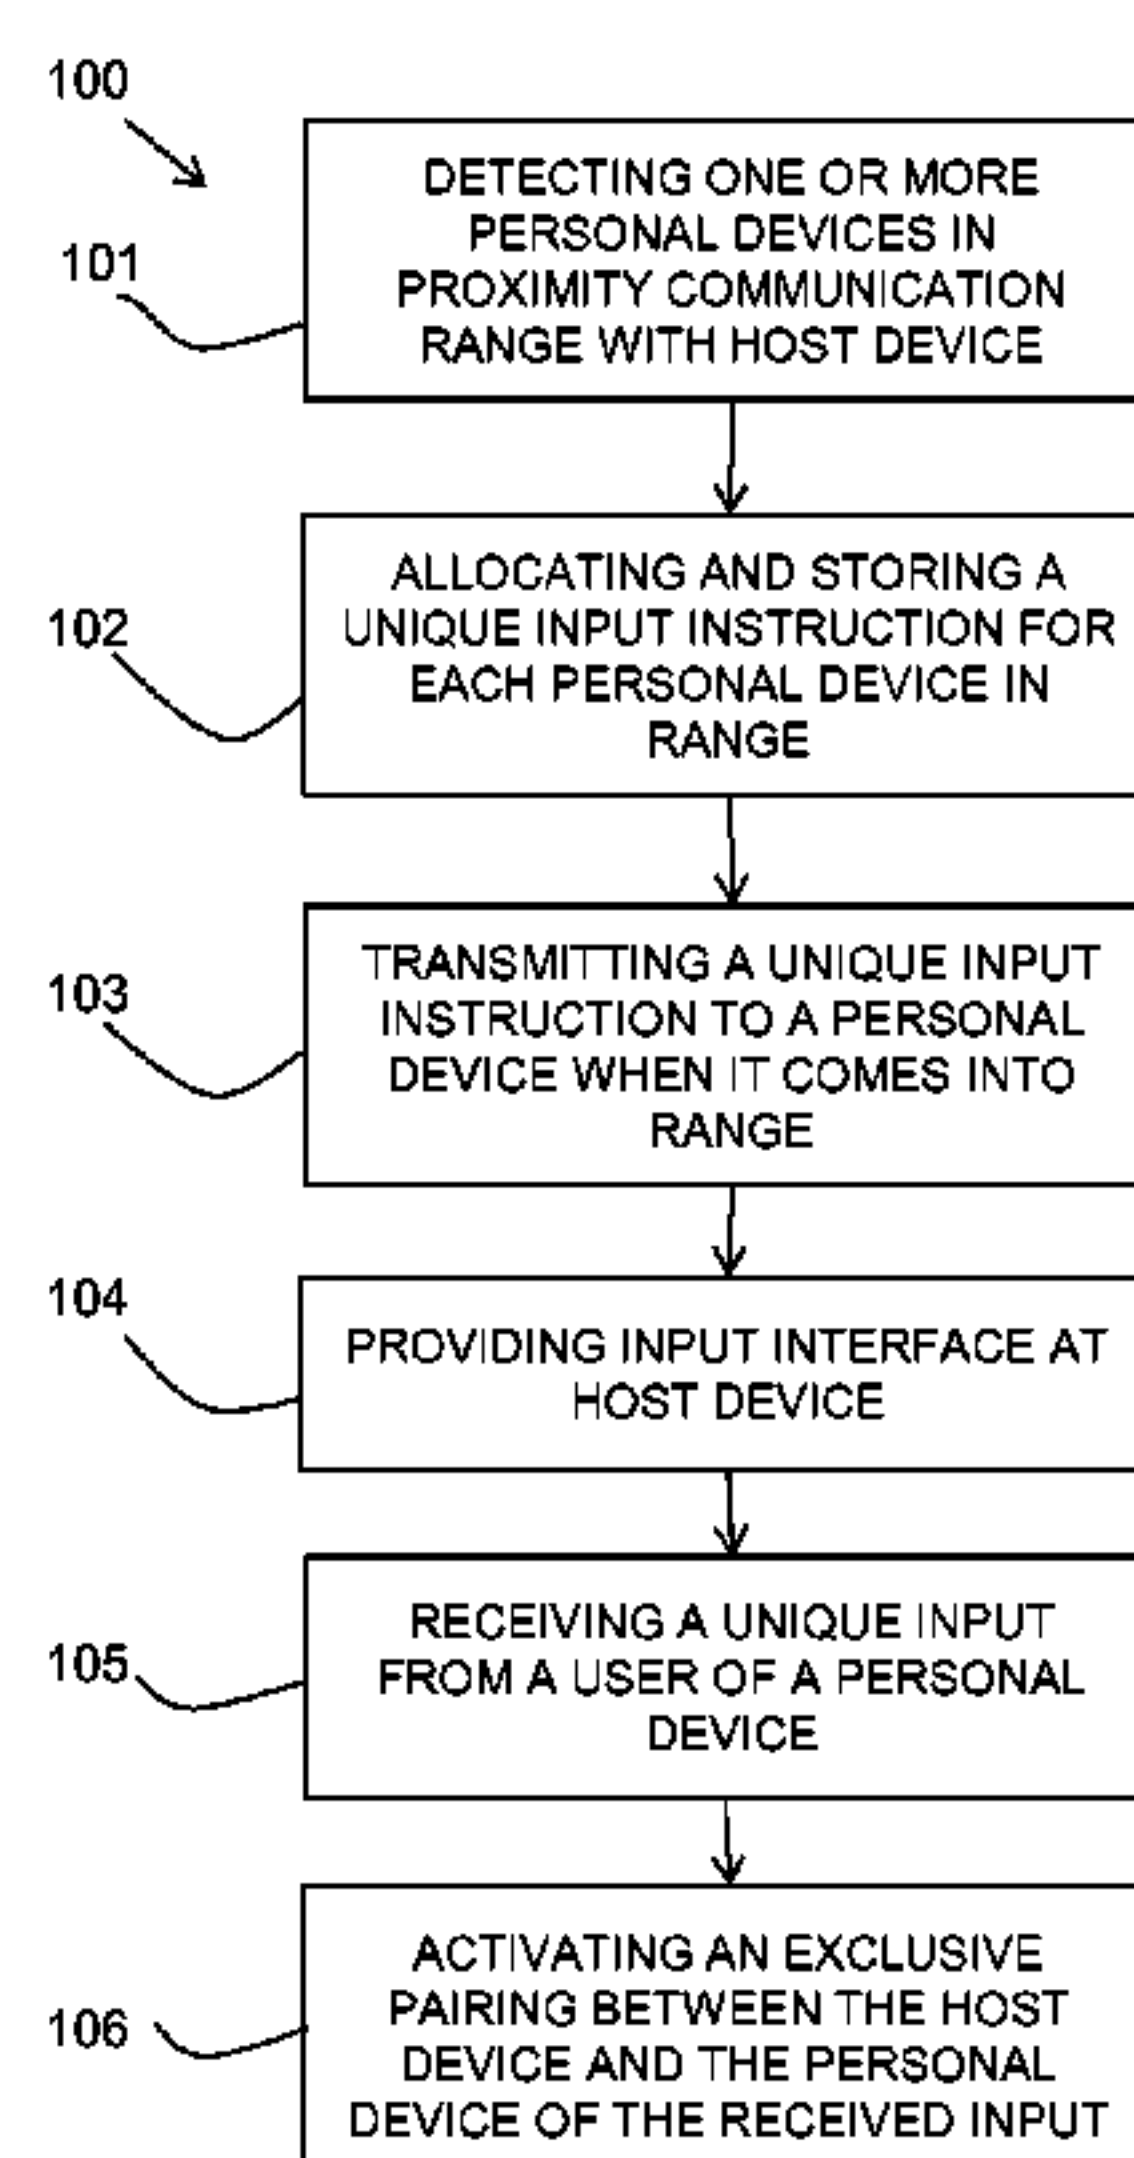 100
101
DETECTING ONE OR MORE
PERSONAL DEVICES IN
PROXIMITY COMMUNICATION
RANGE WITH HOST DEVICE
102
ALLOCATING AND STORING A
UNIQUE INPUT INSTRUCTION FOR
EACH PERSONAL DEVICE IN
RANGE
103
TRANSMITTING A UNIQUE INPUT
INSTRUCTION TO A PERSONAL
DEVICE WHEN IT COMES INTO
RANGE
104
PROVIDING INPUT INTERFACE AT
HOST DEVICE
105
RECEIVING A UNIQUE INPUT
FROM A USER OF A PERSONAL
DEVICE
106
ACTIVATING AN EXCLUSIVE
PAIRING BETWEEN THE HOST
DEVICE AND THE PERSONAL
DEVICE OF THE RECEIVED INPUT